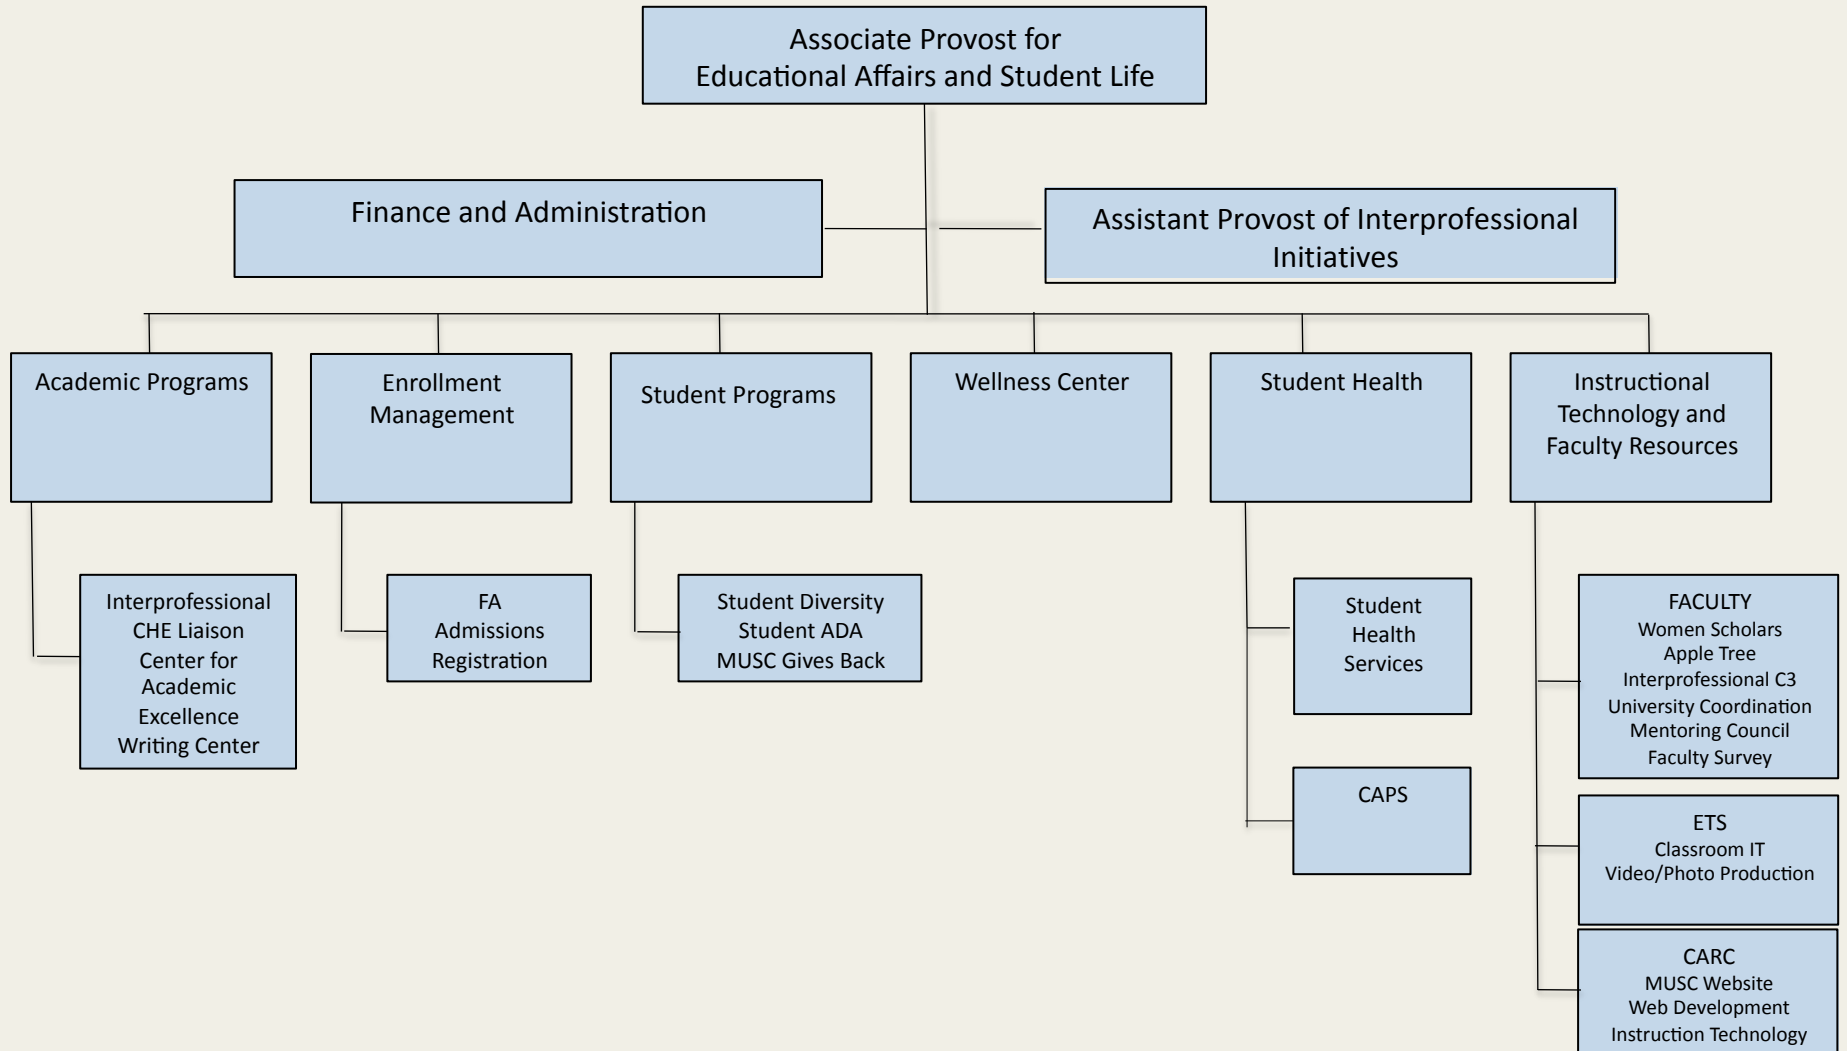 Associate Provost for
Educational Affairs and Student Life
Finance and Administration
Assistant Provost of Interprofessional
Initiatives
Academic Programs
Enrollment
Management
Student Programs
Wellness Center
Student Health
Instructional
Technology and
Faculty Resources
Interprofessional
CHE Liaison
Center for
Academic
Excellence
Writing Center
FA
Admissions
Registration
Student Diversity
Student ADA
MUSC Gives Back
Student
Health
Services
CAPS
FACULTY
Women Scholars
Apple Tree
Interprofessional C3
University Coordination
Mentoring Council
Faculty Survey
ETS
Classroom IT
Video/Photo Production
CARC
MUSC Website
Web Development
Instruction Technology